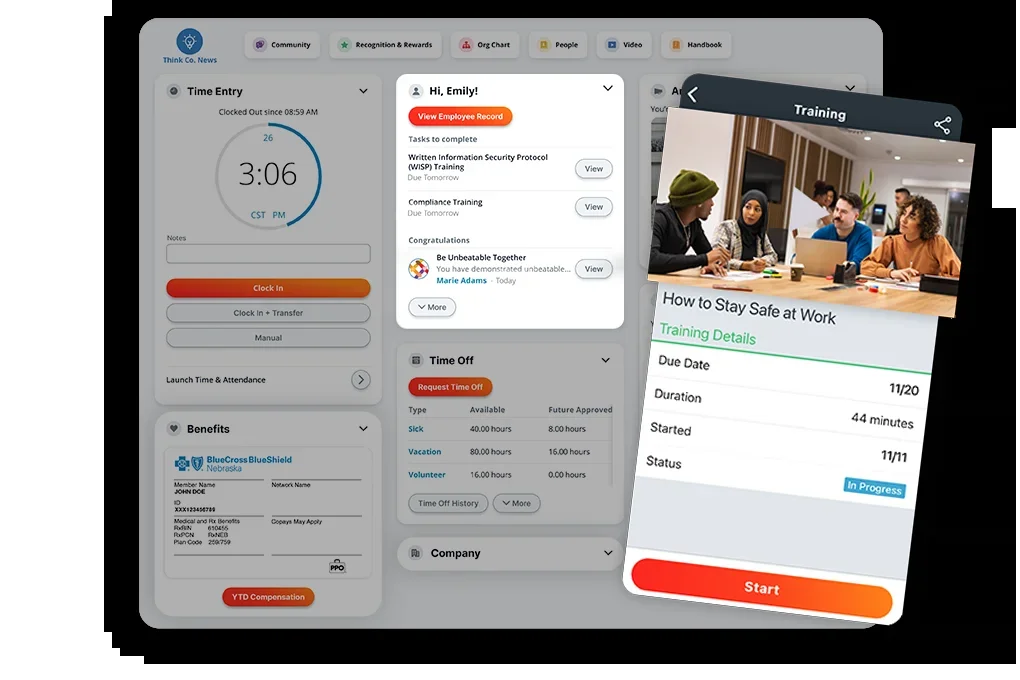 Think Co. News
Community
Recognition & Rewards
Org Chart
People
Video
Handbook
Time Entry
Clocked Out since 08:59 AM
26
3:06
CST PM
Notes
Clock In
Clock In + Transfer
Manual
Launch Time & Attendance
Benefits
BlueCross BlueShield
Nebraska
Member Name
JOHN DOE
Network Name
ID
XXX123456789
Medical and Rx Benefits
Copays May Apply
RxBIN 610455
RxPCN RxNEB
Plan Code 259/759
PPO
YTD Compensation
Hi, Emily!
View Employee Record
Tasks to complete
Written Information Security Protocol
(WISP) Training
Due Tomorrow
View
Compliance Training
Due Tomorrow
View
Congratulations
Be Unbeatable Together
You have demonstrated unbeatable...
Marie Adams - Today
View
More
Time Off
Request Time Off
Type Available Future Approved
Sick 40.00 hours 8.00 hours
Vacation 80.00 hours 16.00 hours
Volunteer 16.00 hours 0.00 hours
Time Off History
More
Company
Training
How to Stay Safe at Work
Training Details
Due Date 11/20
Duration 44 minutes
Started 11/11
Status In Progress
Start